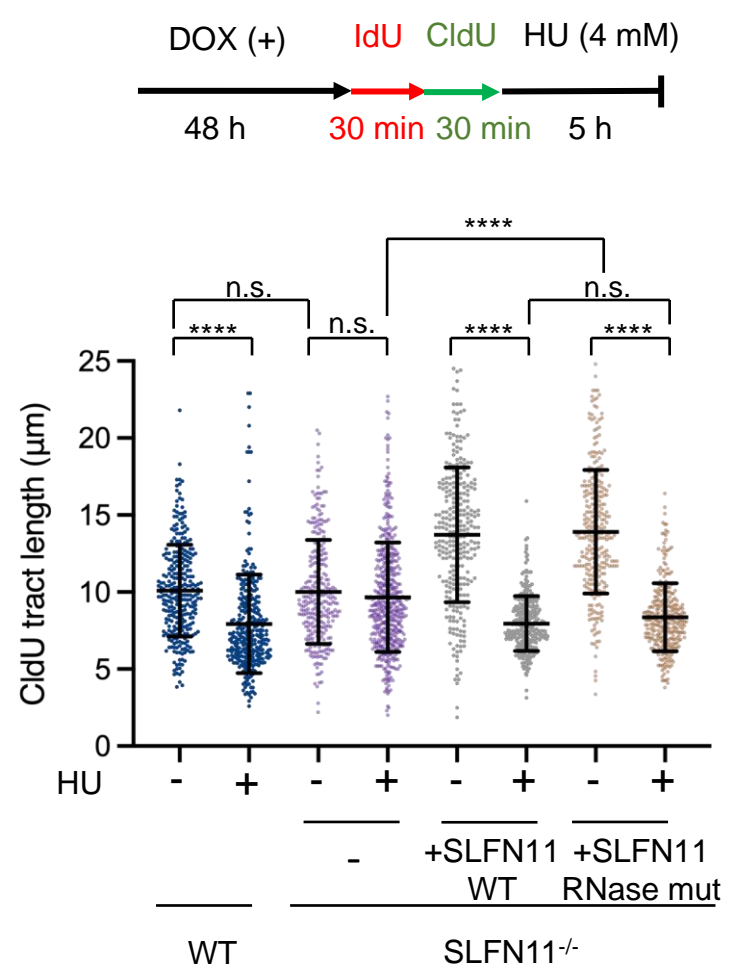 DOX (+) IdU CldU HU (4 mM)
48 h 30 min 30 min 5 h
****
n.s. n.s.
**** n.s. **** ****
CldU tract length (μm)
25
20
15
10
5
0
HU - + - + - + - +
- +SLFN11 WT +SLFN11 RNase mut
WT SLFN11-/-